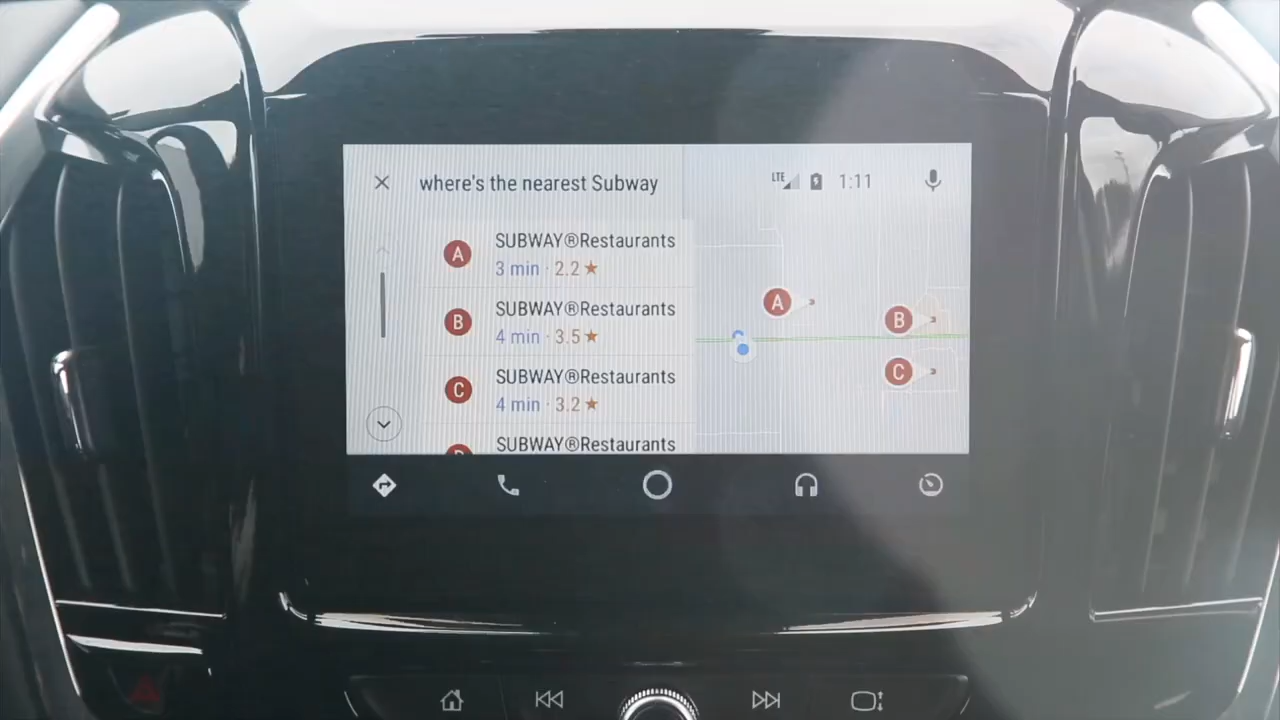 where's the nearest Subway
LTE 1:11
A SUBWAY®Restaurants
3 min · 2.2★
B SUBWAY®Restaurants
4 min · 3.5★
C SUBWAY®Restaurants
4 min · 3.2★
SUBWAY®Restaurants
A
B
C